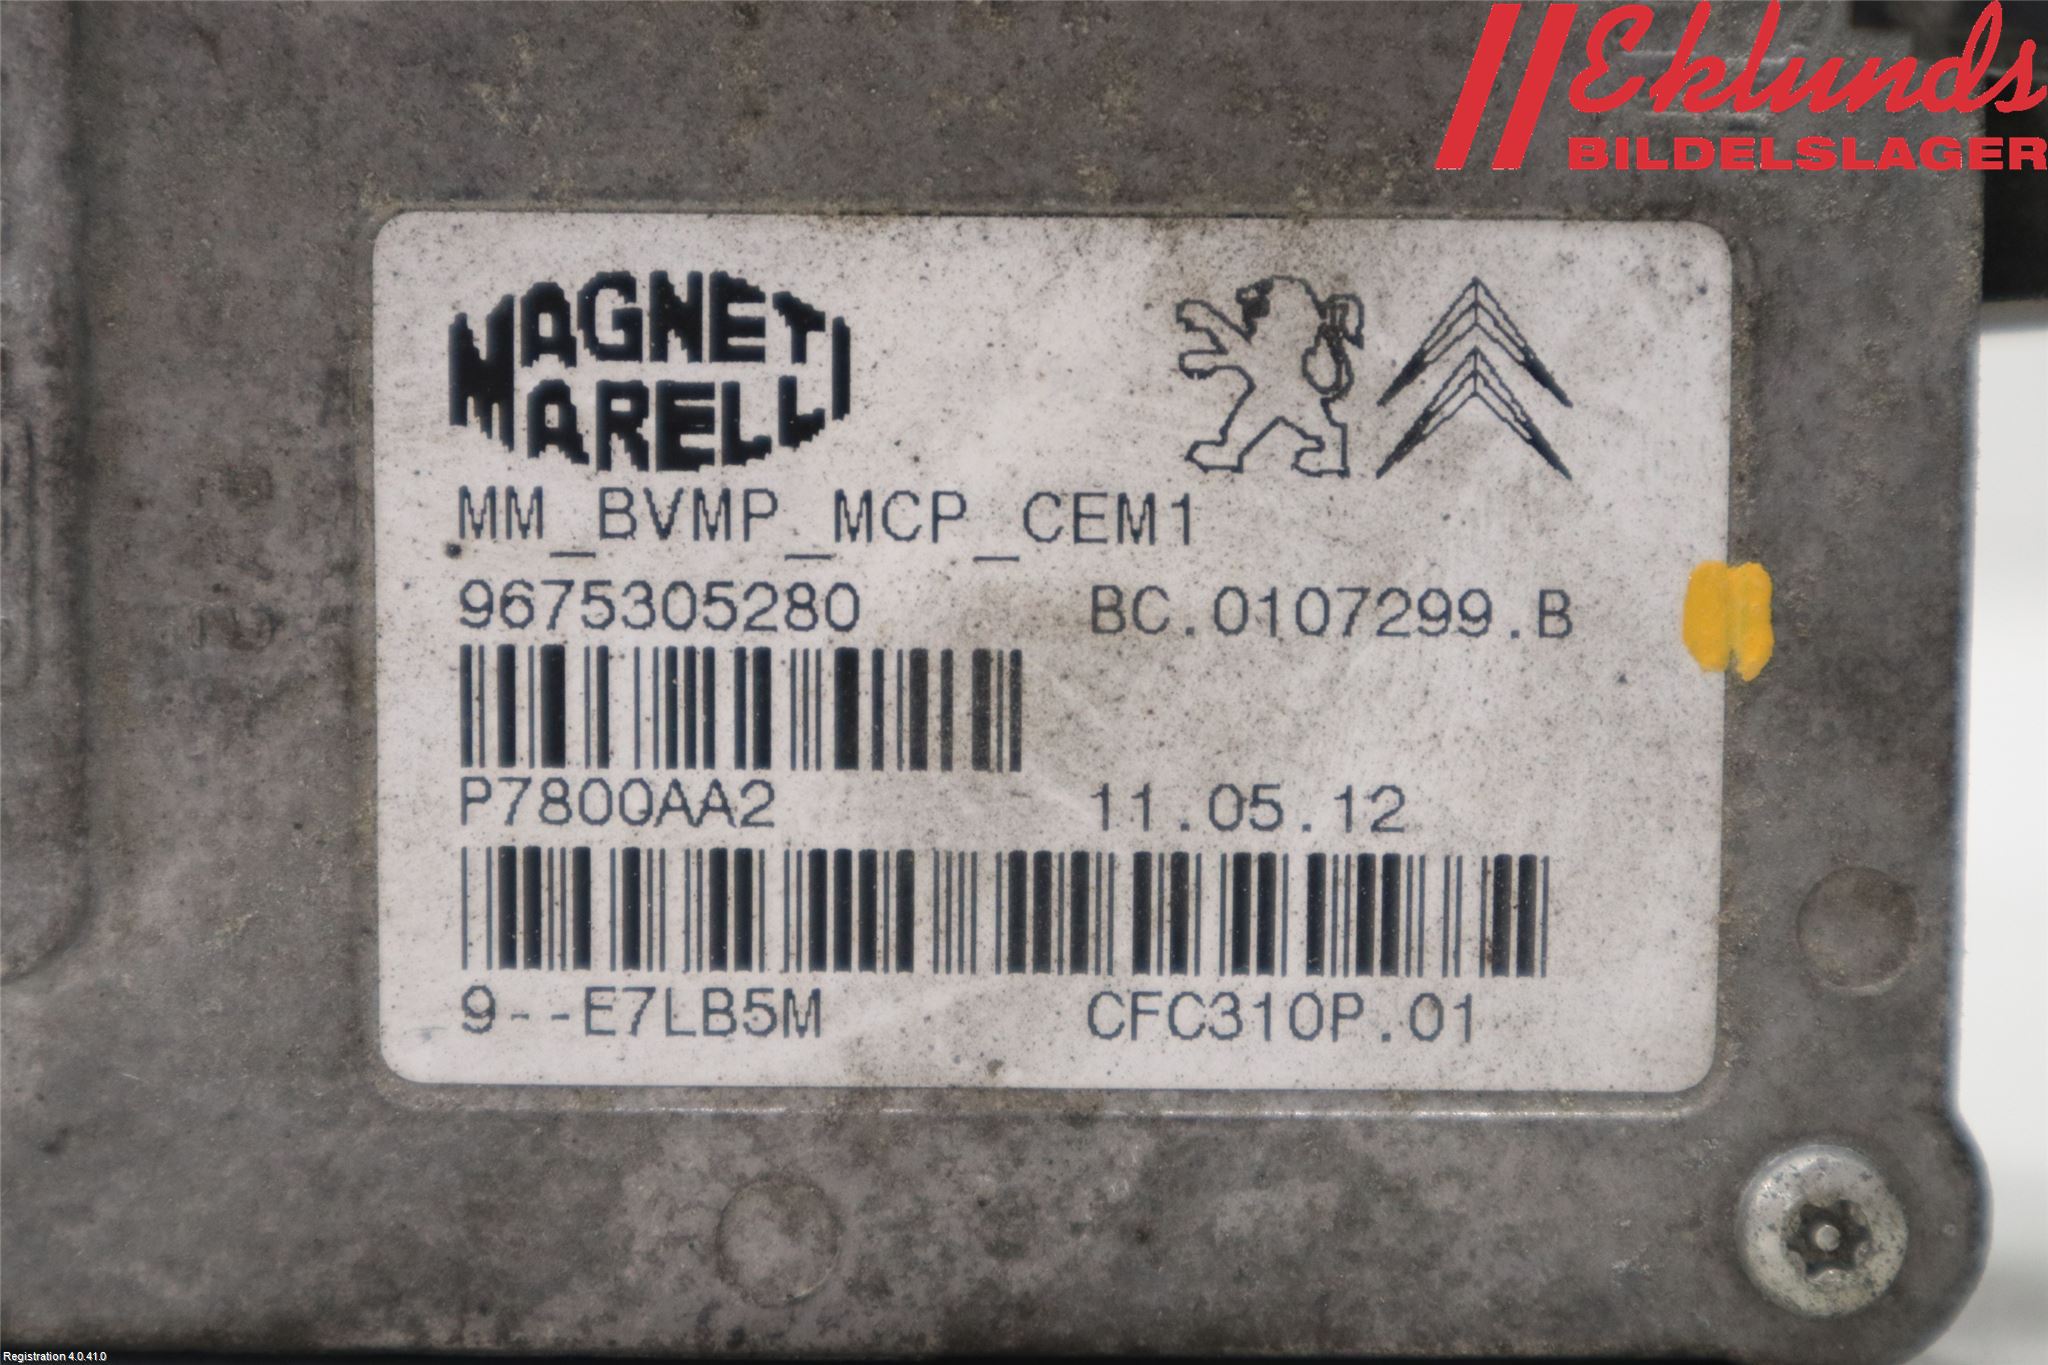 Eklunds
BILDELSLAGER
MAGNETI
MARELLI
MM_BVMP_MCP_CEM1
9675305280 BC.0107299.B
P7800AA2 11.05.12
9--E7LB5M CFC310P.01
Registration 4.0.41.0